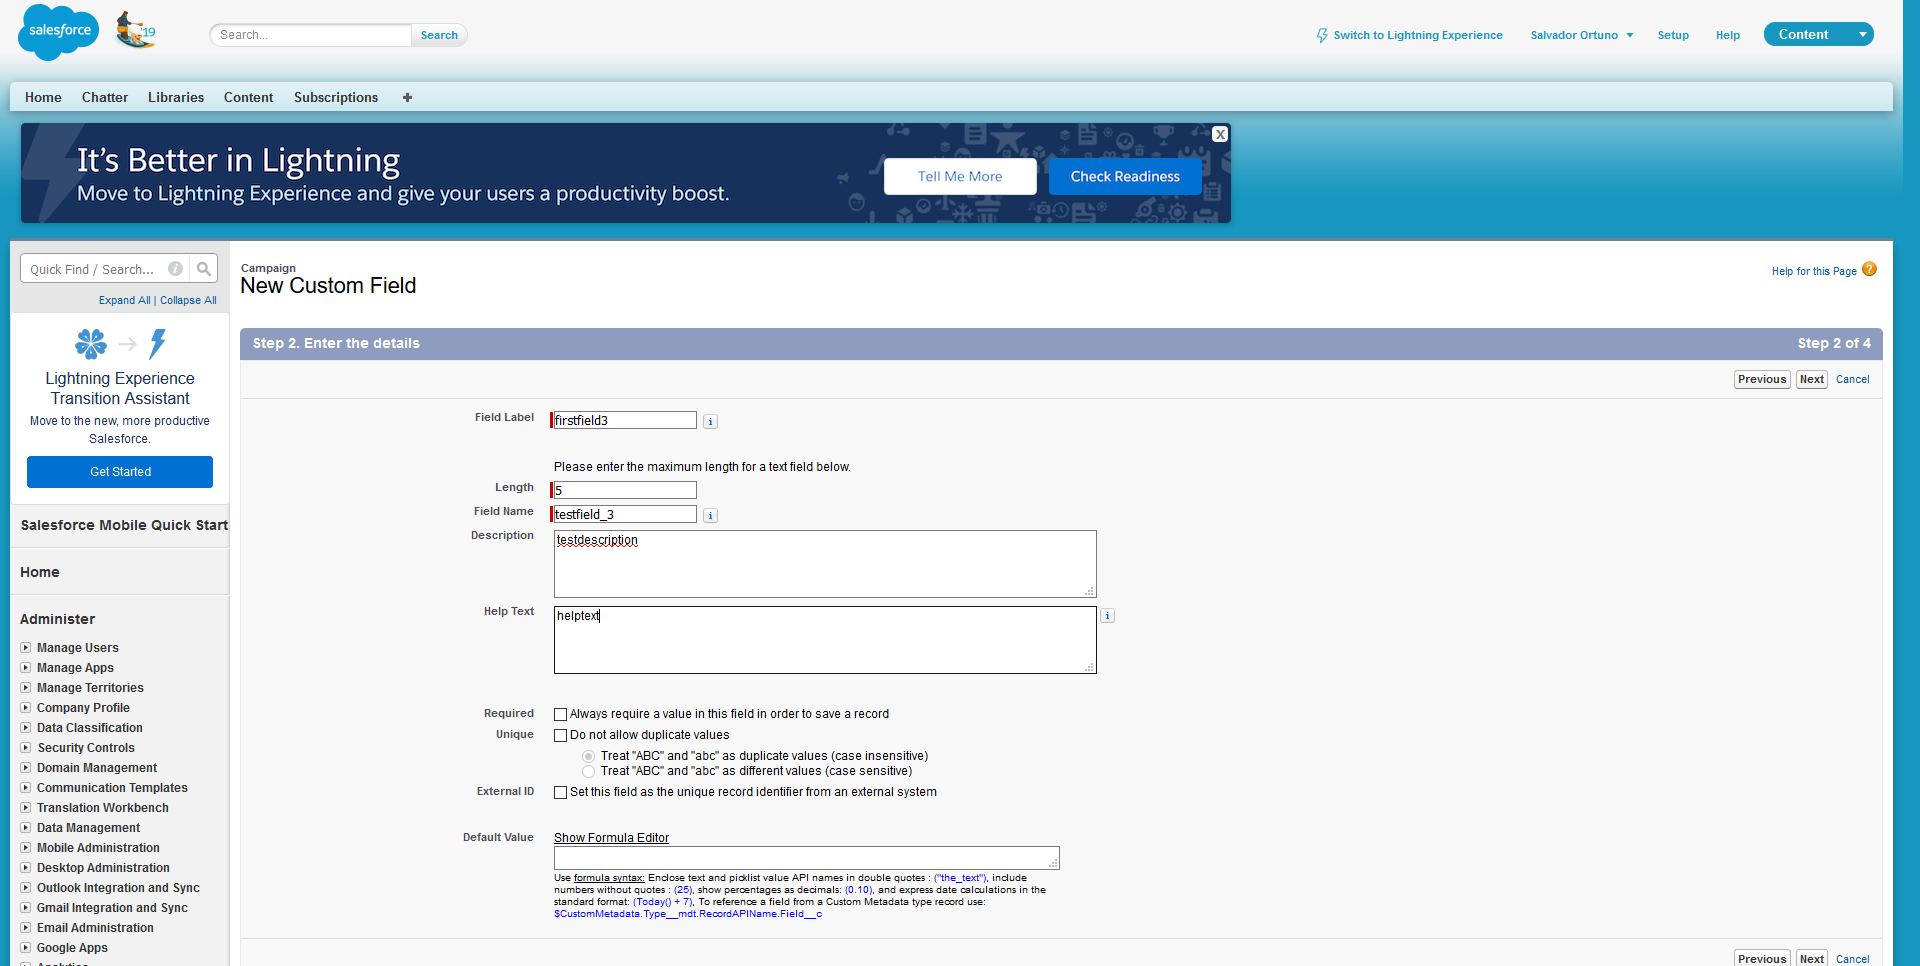 salesforce
'19
Search...
Search
Switch to Lightning Experience
Salvador Ortuno
Setup
Help
Content
Home
Chatter
Libraries
Content
Subscriptions
+
It's Better in Lightning
Move to Lightning Experience and give your users a productivity boost.
Tell Me More
Check Readiness
X
Quick Find / Search...
i
Expand All | Collapse All
Lightning Experience
Transition Assistant
Move to the new, more productive
Salesforce.
Get Started
Salesforce Mobile Quick Start
Home
Administer
Manage Users
Manage Apps
Manage Territories
Company Profile
Data Classification
Security Controls
Domain Management
Communication Templates
Translation Workbench
Data Management
Mobile Administration
Desktop Administration
Outlook Integration and Sync
Gmail Integration and Sync
Email Administration
Google Apps
Analytics
Campaign
New Custom Field
Help for this Page ?
Step 2. Enter the details
Step 2 of 4
Previous
Next
Cancel
Field Label
firstfield3
i
Please enter the maximum length for a text field below.
Length
5
Field Name
testfield_3
i
Description
testdescription
Help Text
helptext
i
Required
Always require a value in this field in order to save a record
Unique
Do not allow duplicate values
Treat "ABC" and "abc" as duplicate values (case insensitive)
Treat "ABC" and "abc" as different values (case sensitive)
External ID
Set this field as the unique record identifier from an external system
Default Value
Show Formula Editor
Use formula syntax: Enclose text and picklist value API names in double quotes : ("the_text"), include
numbers without quotes : (25), show percentages as decimals: (0.10), and express date calculations in the
standard format: (Today() + 7), To reference a field from a Custom Metadata type record use:
$CustomMetadata.Type__mdt.RecordAPIName.Field__c
Previous
Next
Cancel